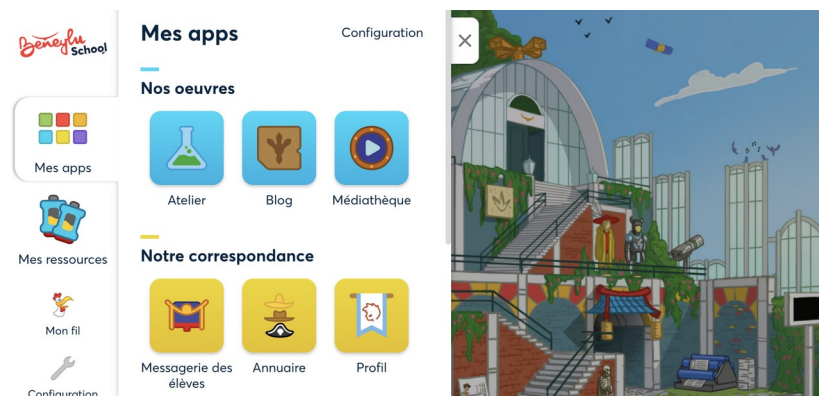 Beneylu
School
Mes apps
Mes ressources
Mon fil
Configuration
Mes apps
Configuration
Nos oeuvres
Atelier
Blog
Médiathèque
Notre correspondance
Messagerie des
élèves
Annuaire
Profil